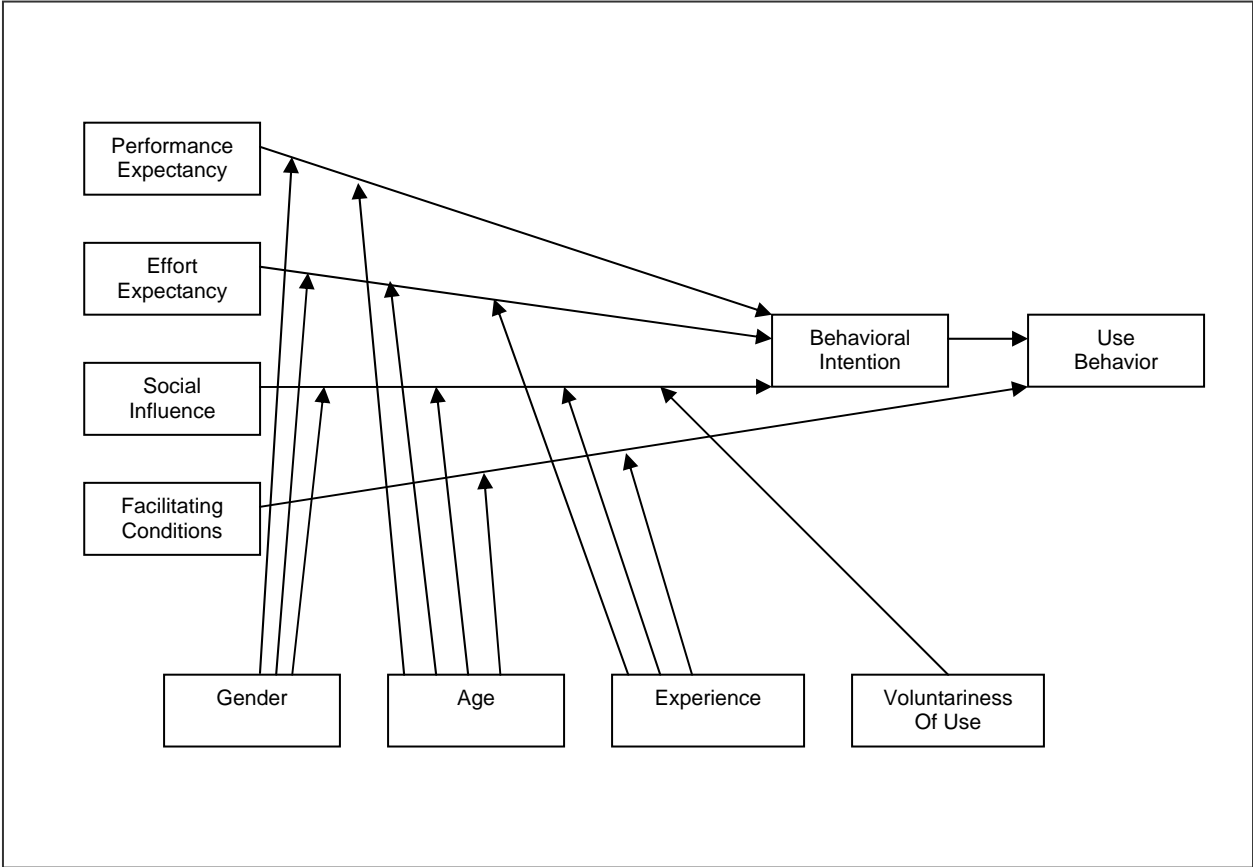 Performance
Expectancy
Effort
Expectancy
Social
Influence
Facilitating
Conditions
Behavioral
Intention
Use
Behavior
Gender
Age
Experience
Voluntariness
Of Use